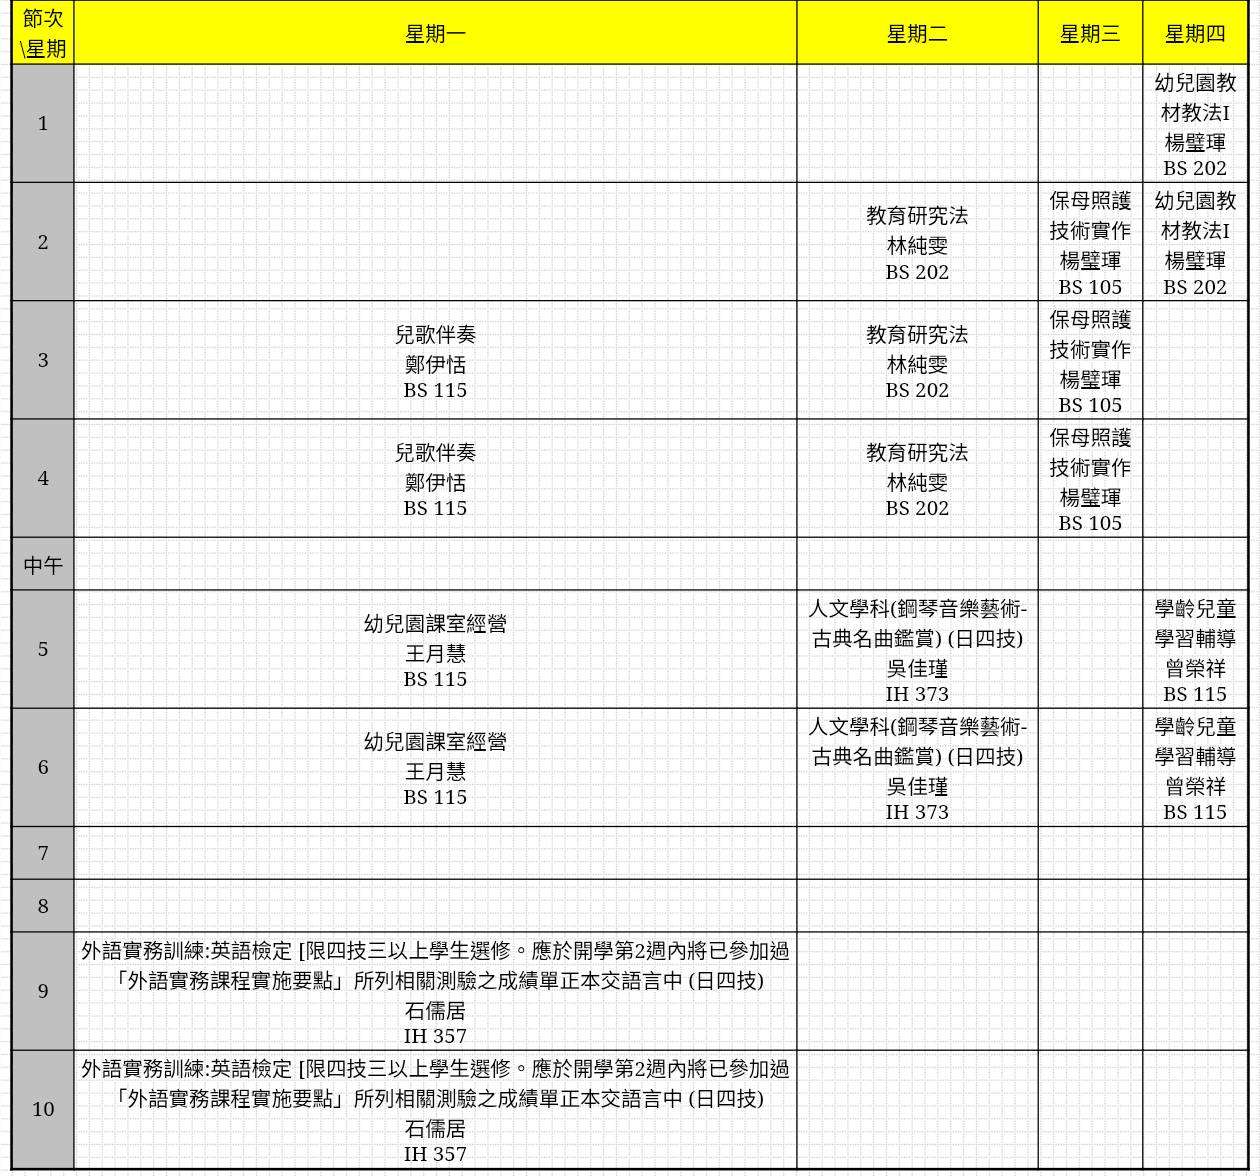 節次
\星期
星期一
星期二
星期三
星期四
1
幼兒園教
材教法I
楊璧琿
BS 202
2
教育研究法
林純雯
BS 202
保母照護
技術實作
楊璧琿
BS 105
幼兒園教
材教法I
楊璧琿
BS 202
3
兒歌伴奏
鄭伊恬
BS 115
教育研究法
林純雯
BS 202
保母照護
技術實作
楊璧琿
BS 105
4
兒歌伴奏
鄭伊恬
BS 115
教育研究法
林純雯
BS 202
保母照護
技術實作
楊璧琿
BS 105
中午
5
幼兒園課室經營
王月慧
BS 115
人文學科(鋼琴音樂藝術-
古典名曲鑑賞) (日四技)
吳佳瑾
IH 373
學齡兒童
學習輔導
曾榮祥
BS 115
6
幼兒園課室經營
王月慧
BS 115
人文學科(鋼琴音樂藝術-
古典名曲鑑賞) (日四技)
吳佳瑾
IH 373
學齡兒童
學習輔導
曾榮祥
BS 115
7
8
9
外語實務訓練:英語檢定 [限四技三以上學生選修。應於開學第2週內將已參加過
「外語實務課程實施要點」所列相關測驗之成績單正本交語言中 (日四技)
石儒居
IH 357
10
外語實務訓練:英語檢定 [限四技三以上學生選修。應於開學第2週內將已參加過
「外語實務課程實施要點」所列相關測驗之成績單正本交語言中 (日四技)
石儒居
IH 357